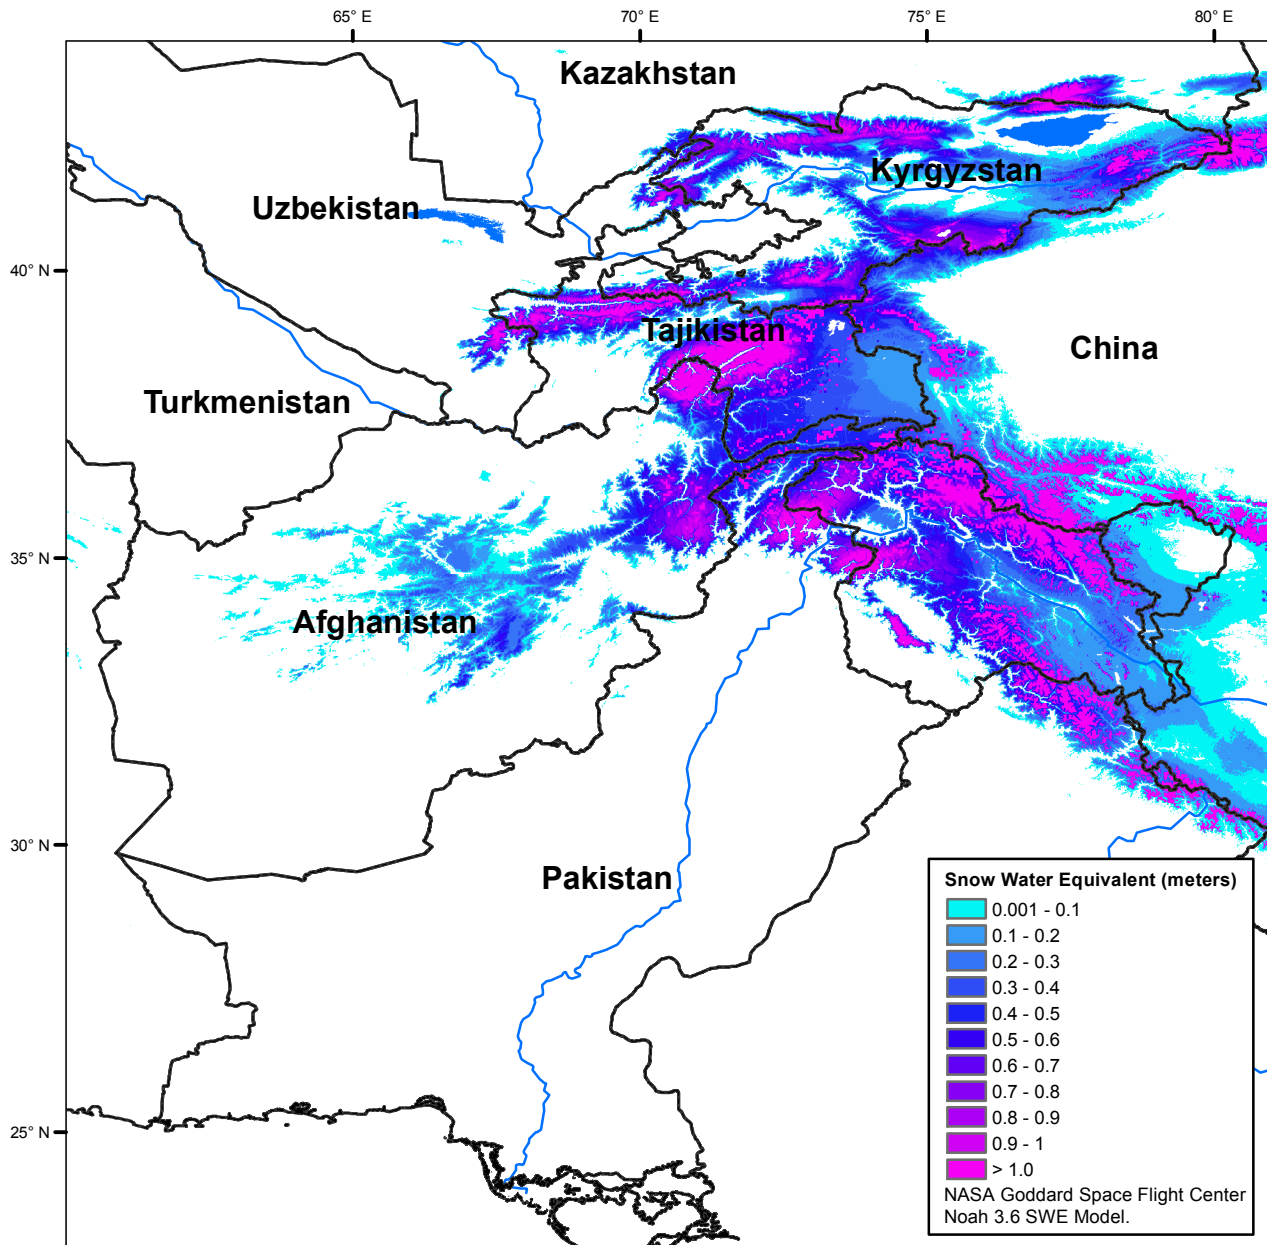 65° E
70° E
75° E
80° E
Kazakhstan
Kyrgyzstan
Uzbekistan
40° N
Tajikistan
China
Turkmenistan
35° N
Afghanistan
30° N
Pakistan
25° N
Snow Water Equivalent (meters)
0.001 - 0.1
0.1 - 0.2
0.2 - 0.3
0.3 - 0.4
0.4 - 0.5
0.5 - 0.6
0.6 - 0.7
0.7 - 0.8
0.8 - 0.9
0.9 - 1
> 1.0
NASA Goddard Space Flight Center
Noah 3.6 SWE Model.